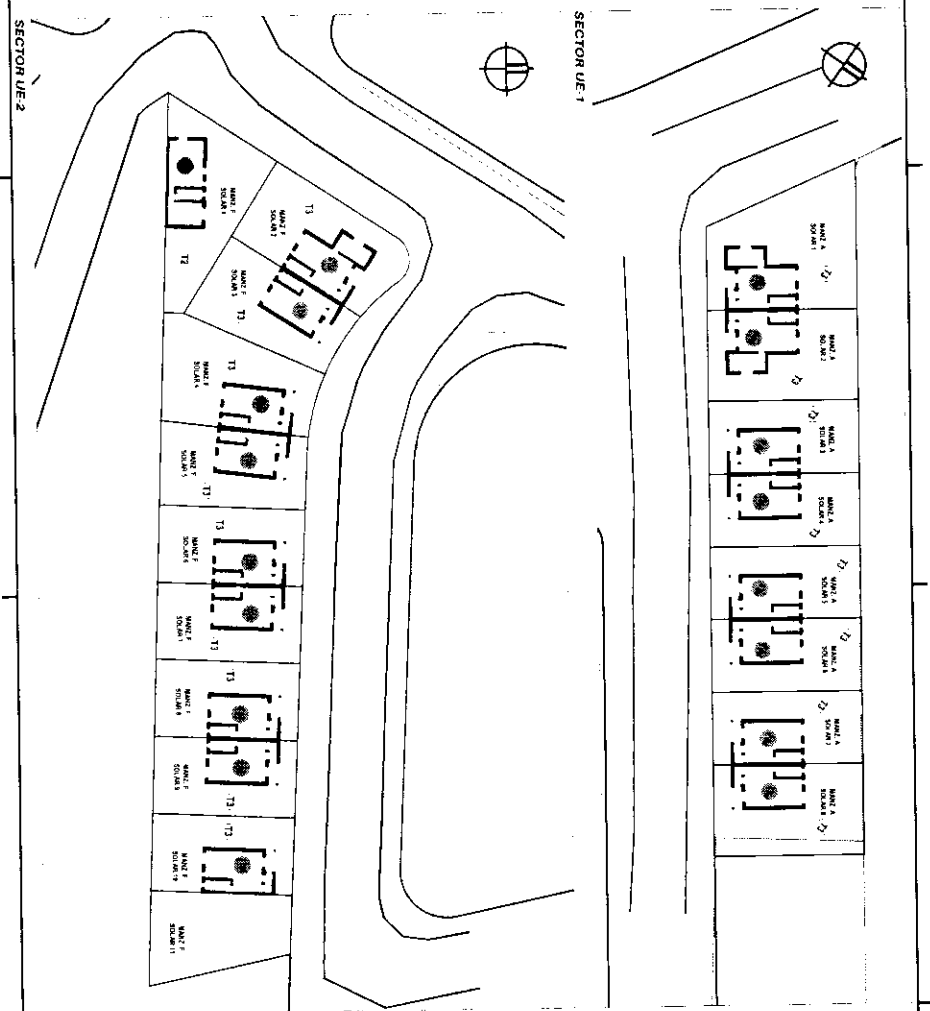 SECTOR UE-2
SECTOR UE-1
MANZ. F
SOLAR 1
T2
T3
MANZ. F
SOLAR 2
MANZ. F
SOLAR 3
T3
T3
MANZ. F
SOLAR 4
MANZ. F
SOLAR 5
T3
T3
MANZ. F
SOLAR 6
MANZ. F
SOLAR 7
T3
T3
MANZ. F
SOLAR 8
MANZ. F
SOLAR 9
T3
T3
MANZ. F
SOLAR 10
MANZ. F
SOLAR 11
MANZ. A
SOLAR 1
MANZ. A
SOLAR 2
MANZ. A
SOLAR 3
MANZ. A
SOLAR 4
MANZ. A
SOLAR 5
MANZ. A
SOLAR 6
MANZ. A
SOLAR 7
MANZ. A
SOLAR 8